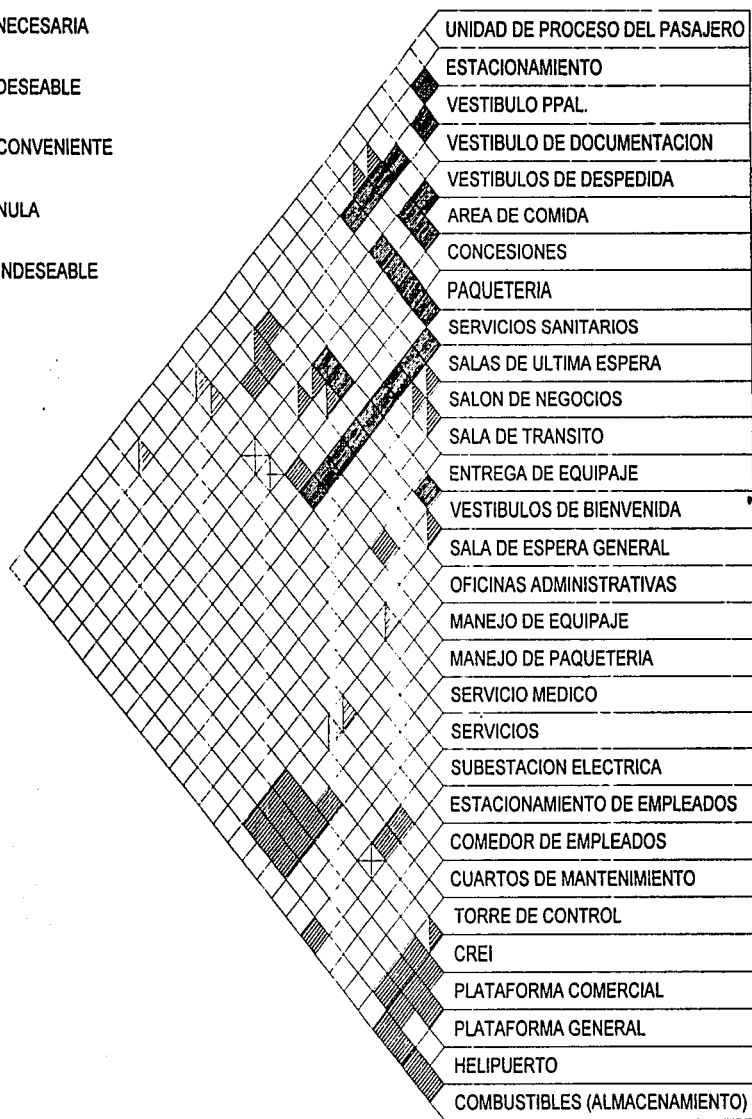 NECESARIA
DESEABLE
CONVENIENTE
NULA
INDESEABLE
UNIDAD DE PROCESO DEL PASAJERO
ESTACIONAMIENTO
VESTIBULO PPAL.
VESTIBULO DE DOCUMENTACION
VESTIBULOS DE DESPEDIDA
AREA DE COMIDA
CONCESIONES
PAQUETERIA
SERVICIOS SANITARIOS
SALAS DE ULTIMA ESPERA
SALON DE NEGOCIOS
SALA DE TRANSITO
ENTREGA DE EQUIPAJE
VESTIBULOS DE BIENVENIDA
SALA DE ESPERA GENERAL
OFICINAS ADMINISTRATIVAS
MANEJO DE EQUIPAJE
MANEJO DE PAQUETERIA
SERVICIO MEDICO
SERVICIOS
SUBESTACION ELECTRICA
ESTACIONAMIENTO DE EMPLEADOS
COMEDOR DE EMPLEADOS
CUARTOS DE MANTENIMIENTO
TORRE DE CONTROL
CREI
PLATAFORMA COMERCIAL
PLATAFORMA GENERAL
HELIPUERTO
COMBUSTIBLES (ALMACENAMIENTO)